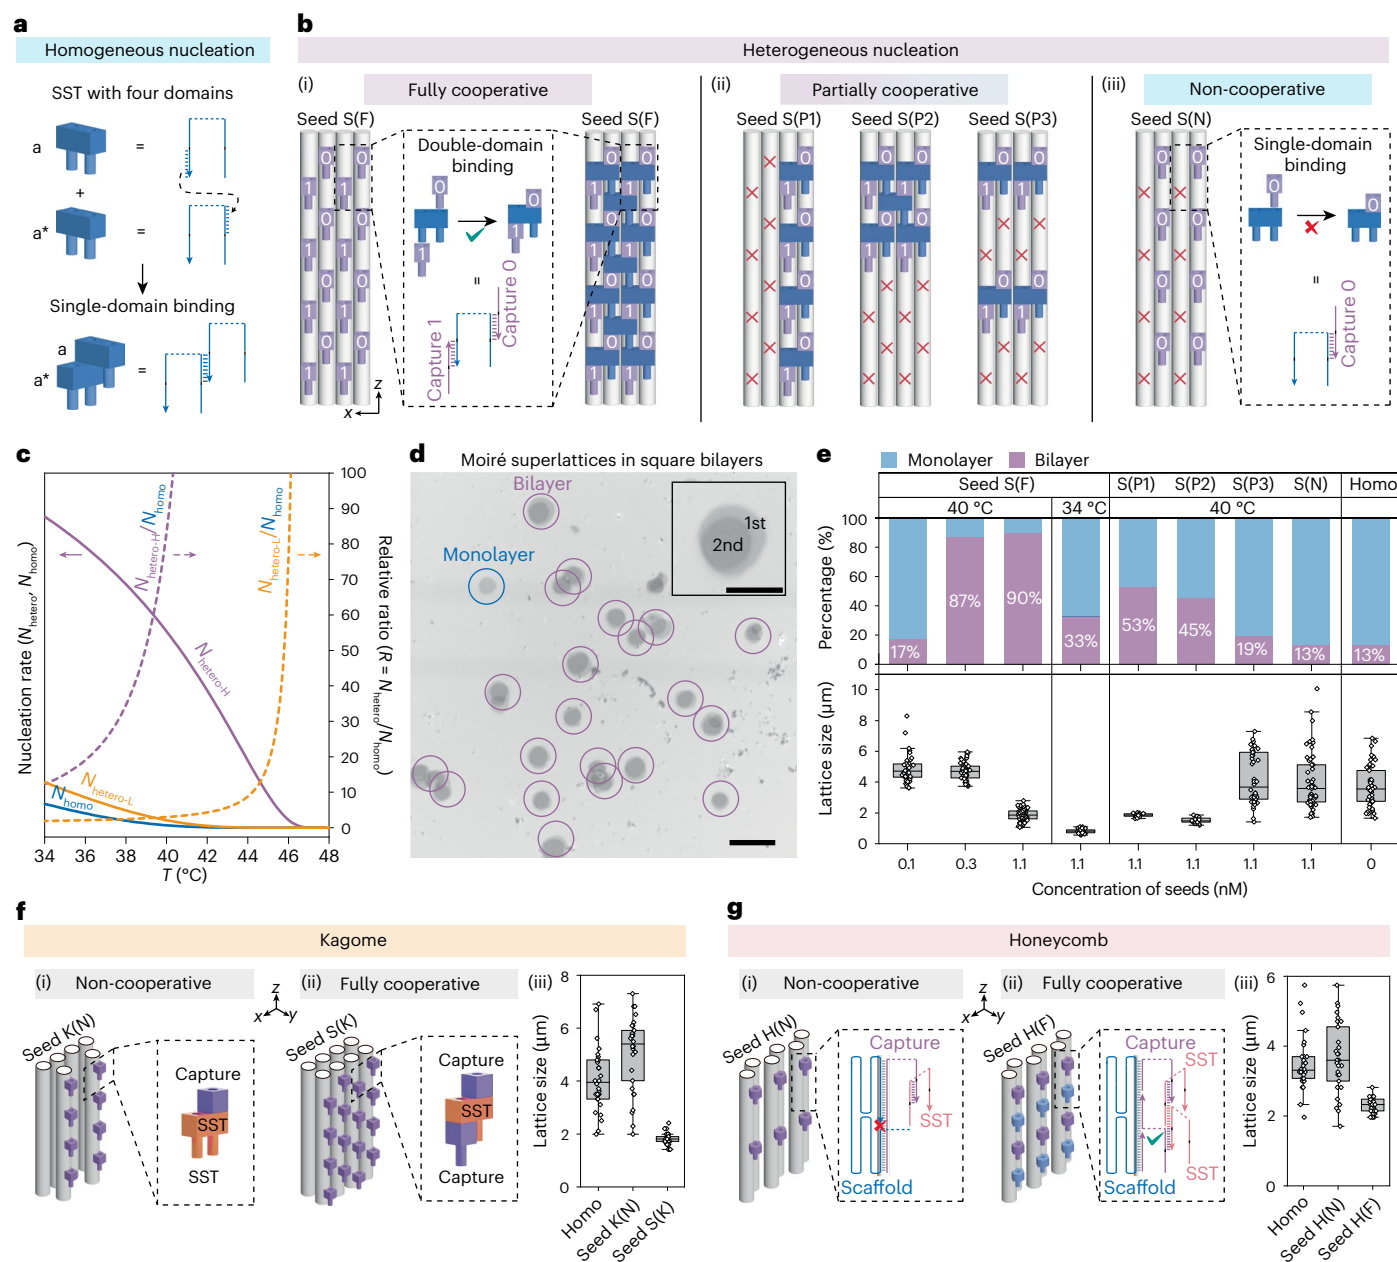 a
Homogeneous nucleation
SST with four domains
a
=
+
a*
=
Single-domain binding
a
a*
=
b
Heterogeneous nucleation
(i)
Fully cooperative
Seed S(F)
Seed S(F)
Double-domain
binding
0
1
0
1
=
Capture 1
Capture 0
z
x
(ii)
Partially cooperative
Seed S(P1)
Seed S(P2)
Seed S(P3)
(iii)
Non-cooperative
Seed S(N)
Single-domain
binding
0
0
=
Capture 0
c
Nucleation rate (Nhetero, Nhomo)
Nhetero-H/Nhomo
Nhetero-L/Nhomo
Nhetero-H
Nhetero-L
Nhomo
100
90
80
70
60
50
40
30
20
10
0
Relative ratio (R = Nhetero/Nhomo)
34 36 38 40 42 44 46 48
T (°C)
d
Moiré superlattices in square bilayers
Bilayer
Monolayer
1st
2nd
e
Monolayer Bilayer
Seed S(F) S(P1) S(P2) S(P3) S(N) Homo
40 °C 34 °C 40 °C
Percentage (%)
100
80
60
40
20
0
17% 87% 90% 33% 53% 45% 19% 13% 13%
Lattice size (μm)
10
8
6
4
2
0
0.1 0.3 1.1 1.1 1.1 1.1 1.1 1.1 0
Concentration of seeds (nM)
f
Kagome
(i)
Non-cooperative
Seed K(N)
Capture
SST
SST
z
x y
(ii)
Fully cooperative
Seed S(K)
Capture
SST
Capture
(iii)
Lattice size (μm)
8
6
4
2
0
Homo
Seed K(N)
Seed S(K)
g
Honeycomb
(i)
Non-cooperative
Seed H(N)
Capture
SST
SST
Scaffold
z
x y
(ii)
Fully cooperative
Seed H(F)
Capture
SST
SST
Scaffold
(iii)
Lattice size (μm)
6
4
2
0
Homo
Seed H(N)
Seed H(F)